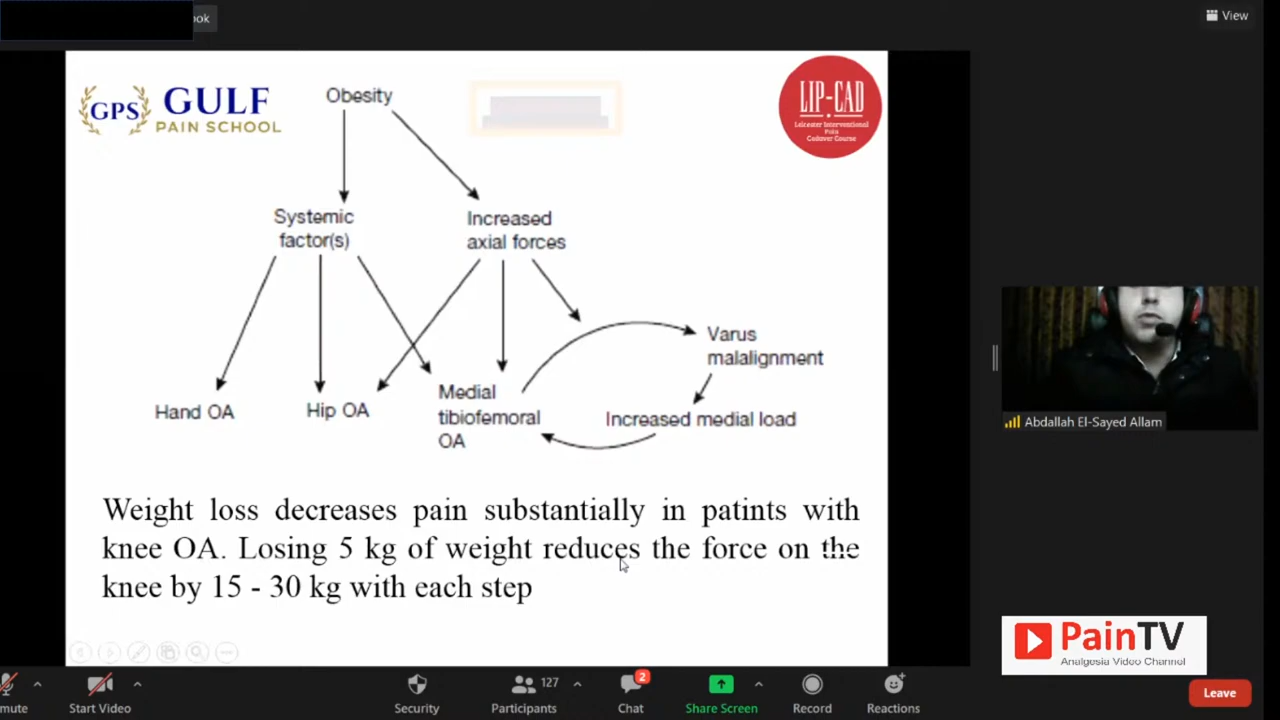 ok
View
GPS GULF
PAIN SCHOOL
Obesity
LIP-CAD
Leicester Interventional
Pain
Cadaver Course
Systemic
factor(s)
Increased
axial forces
Varus
malalignment
Hand OA
Hip OA
Medial
tibiofemoral
OA
Increased medial load
Abdallah El-Sayed Allam
Weight loss decreases pain substantially in patints with
knee OA. Losing 5 kg of weight reduces the force on the
knee by 15 - 30 kg with each step
PainTV
Analgesia Video Channel
mute
Start Video
Security
127
Participants
2
Chat
Share Screen
Record
Reactions
Leave